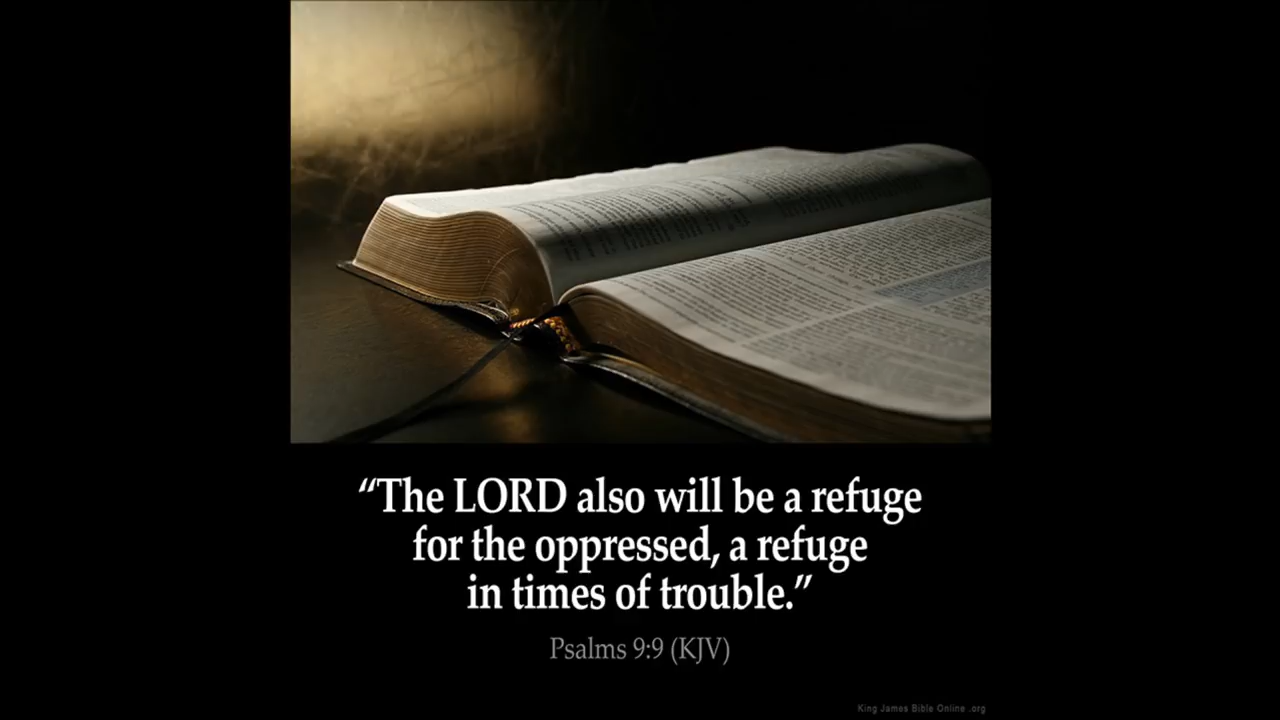 “The LORD also will be a refuge
for the oppressed, a refuge
in times of trouble.”
Psalms 9:9 (KJV)
King James Bible Online .org